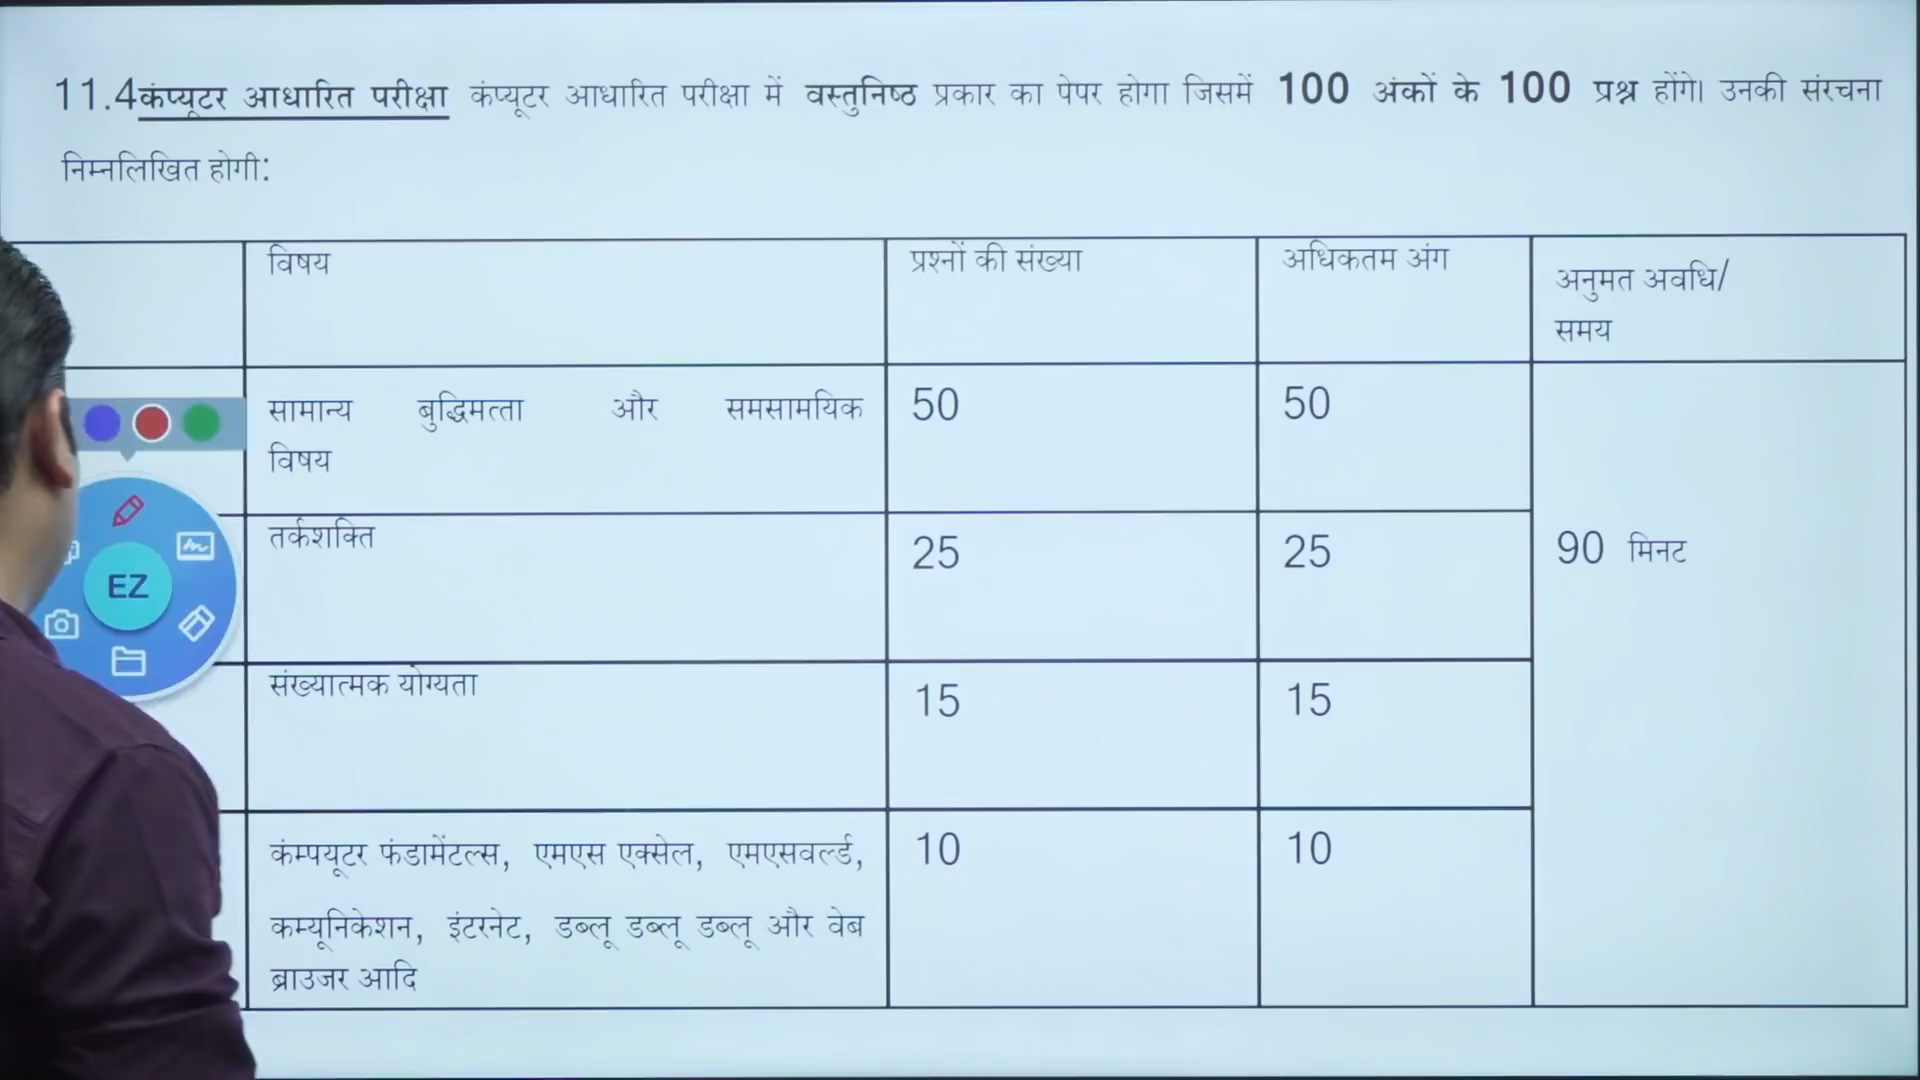 11.4कंप्यूटर आधारित परीक्षा कंप्यूटर आधारित परीक्षा में वस्तुनिष्ठ प्रकार का पेपर होगा जिसमें 100 अंकों के 100 प्रश्न होंगे। उनकी संरचना
निम्नलिखित होगी:
विषय प्रश्नों की संख्या अधिकतम अंग अनुमत अवधि/
समय
सामान्य बुद्धिमत्ता और समसामयिक 50 50
विषय
तर्कशक्ति 25 25 90 मिनट
EZ
संख्यात्मक योग्यता 15 15
कंम्पयूटर फंडामेंटल्स, एमएस एक्सेल, एमएसवर्ल्ड, 10 10
कम्यूनिकेशन, इंटरनेट, डब्लू डब्लू डब्लू और वेब
ब्राउजर आदि